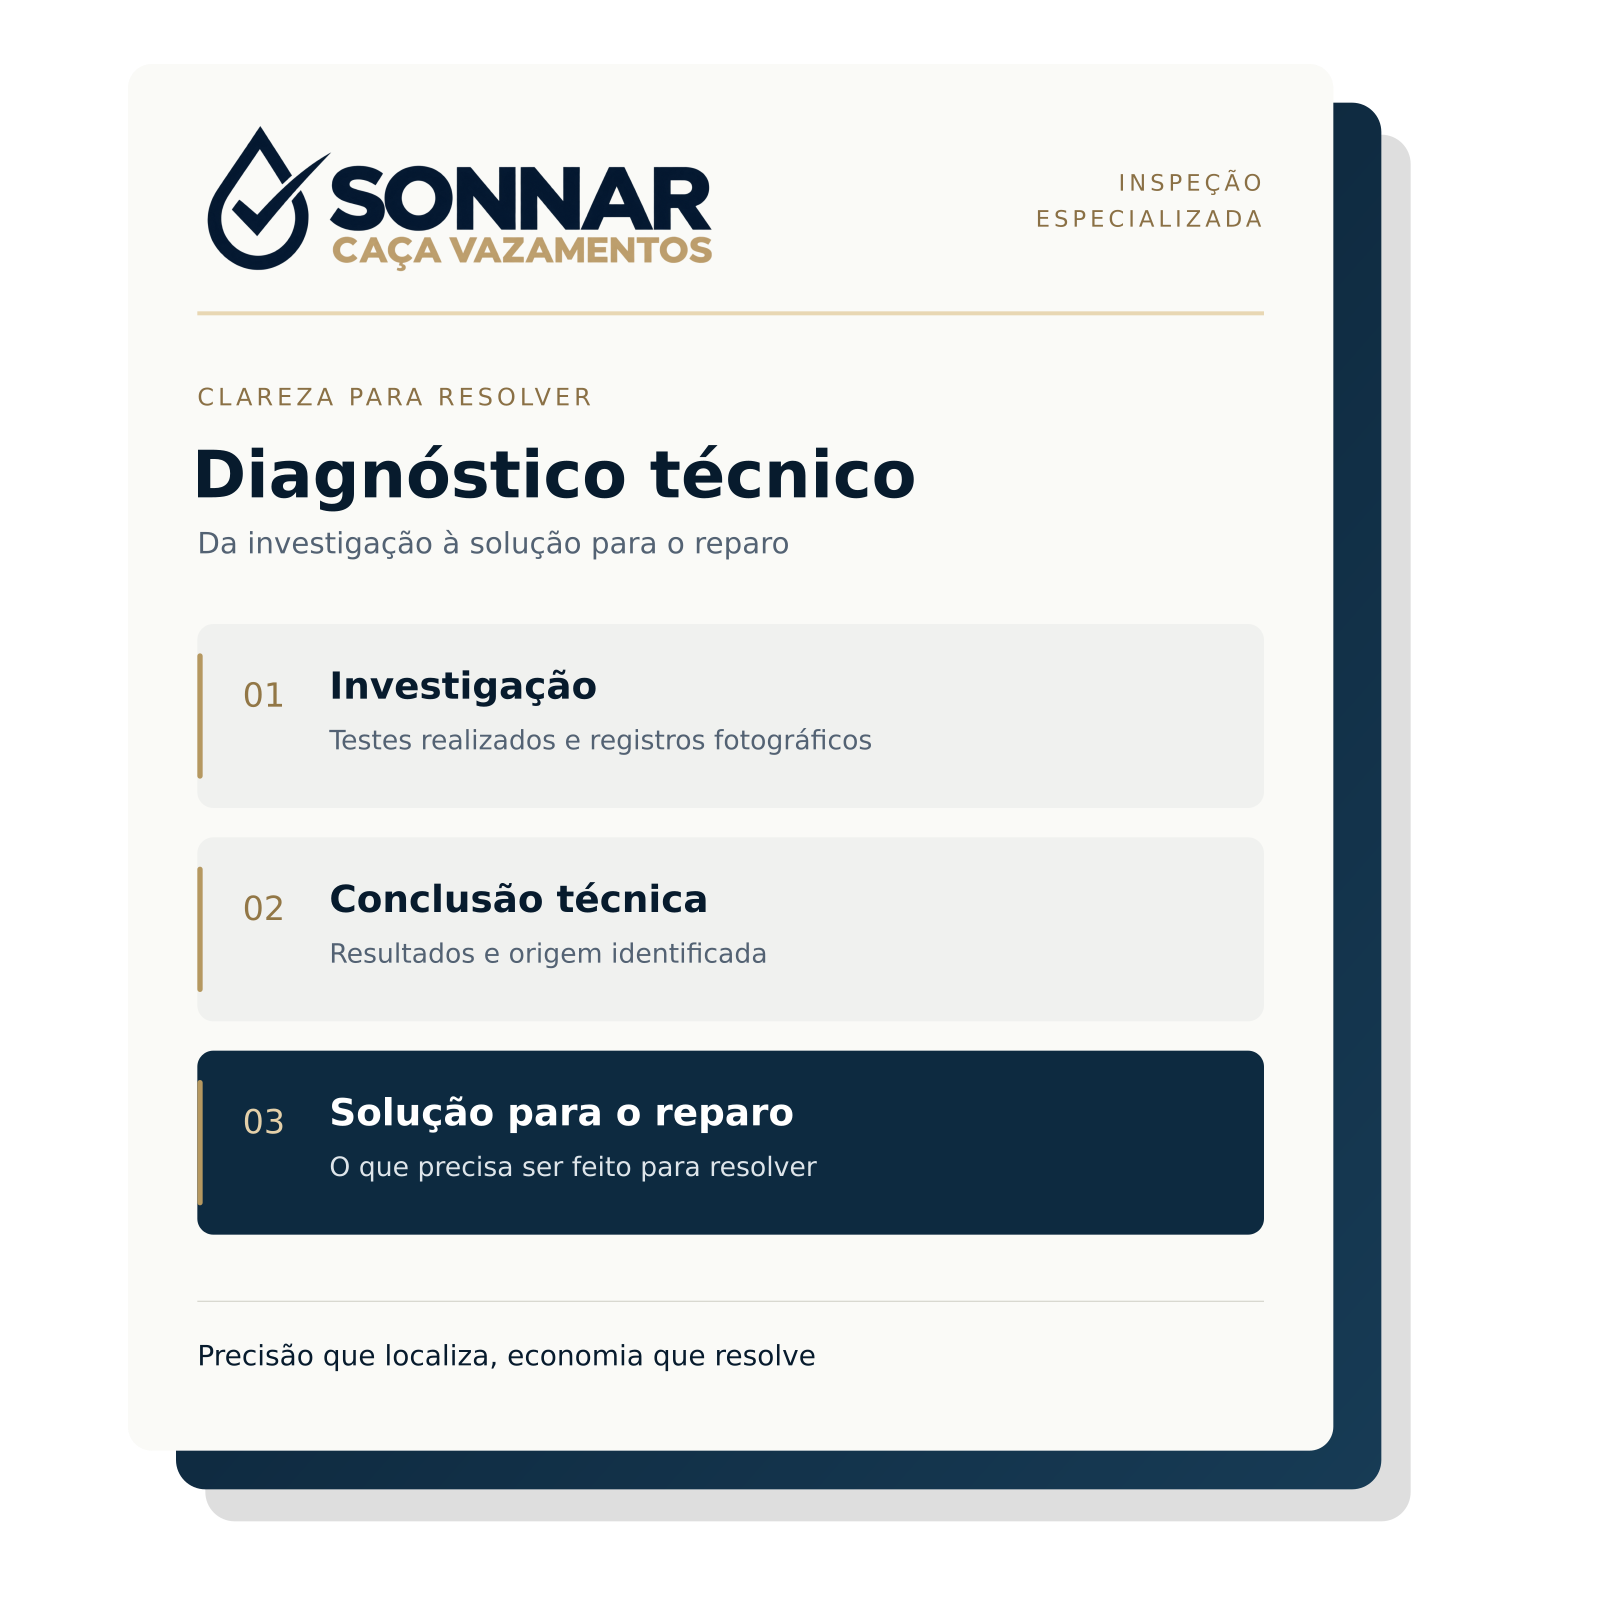 SONNAR
CAÇA VAZAMENTOS
INSPEÇÃO
ESPECIALIZADA
CLAREZA PARA RESOLVER
Diagnóstico técnico
Da investigação à solução para o reparo
01
Investigação
Testes realizados e registros fotográficos
02
Conclusão técnica
Resultados e origem identificada
03
Solução para o reparo
O que precisa ser feito para resolver
Precisão que localiza, economia que resolve